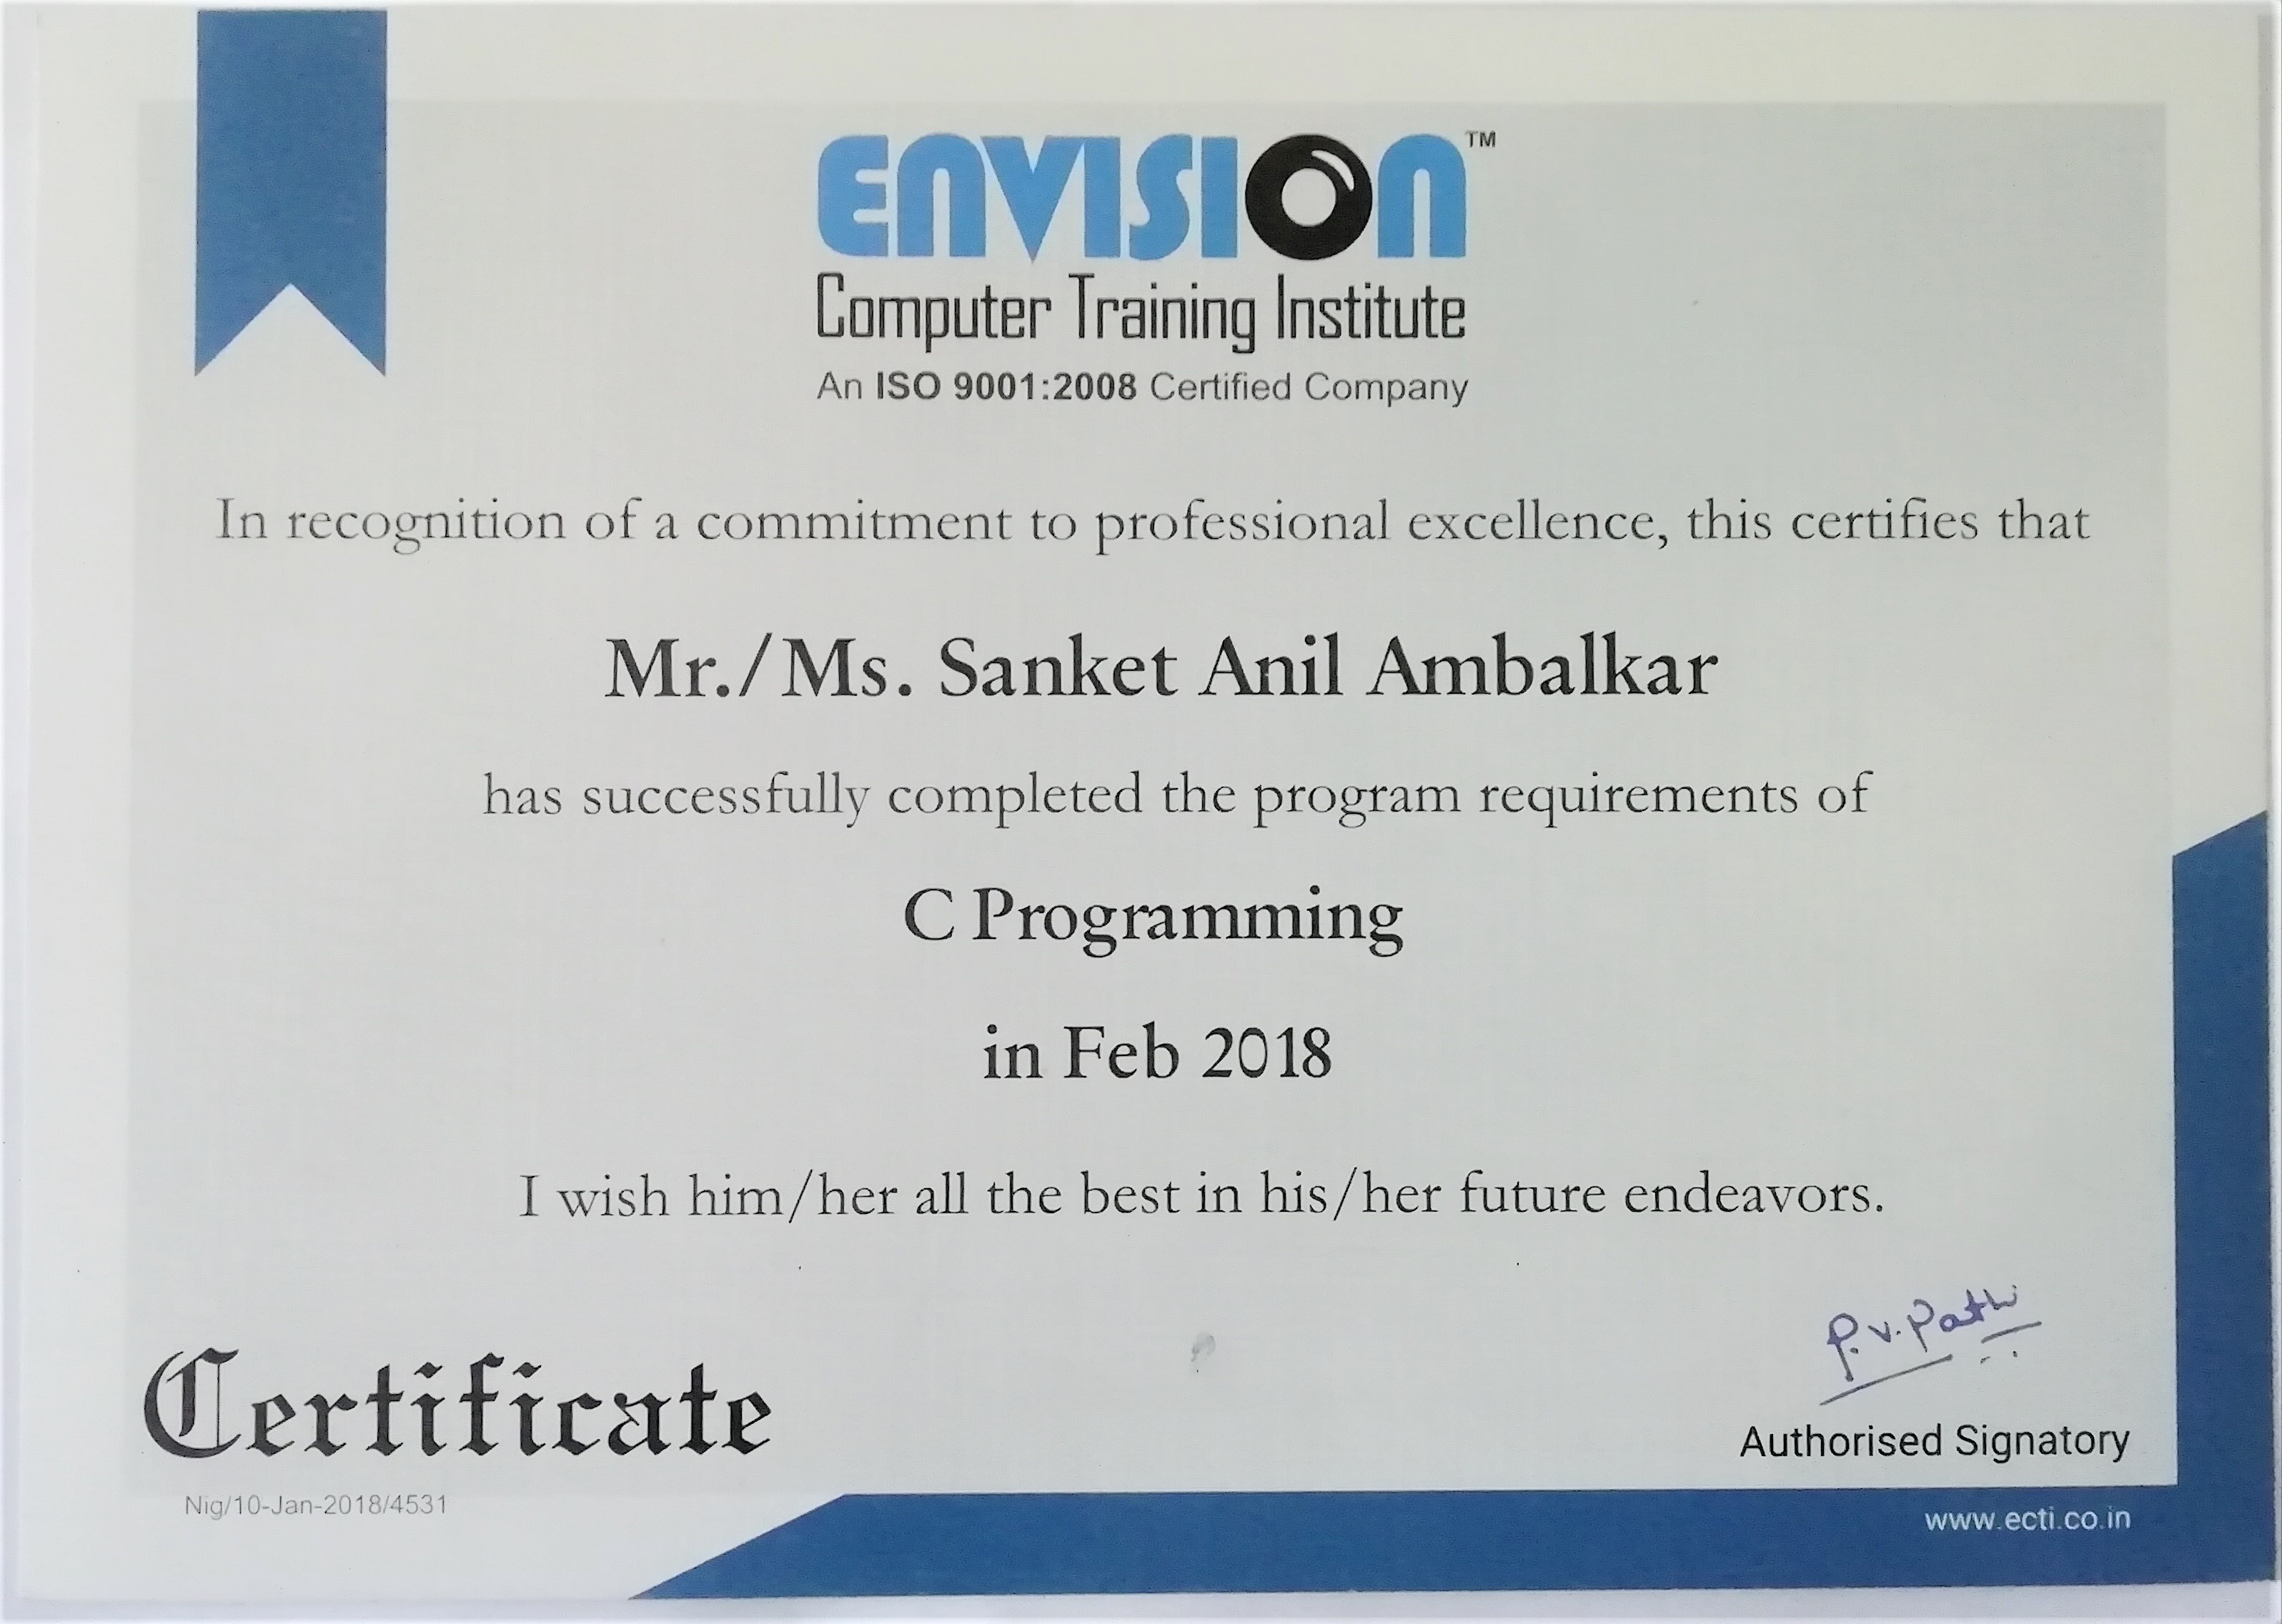 ENVISION™
Computer Training Institute
An ISO 9001:2008 Certified Company
In recognition of a commitment to professional excellence, this certifies that
Mr./Ms. Sanket Anil Ambalkar
has successfully completed the program requirements of
C Programming
in Feb 2018
I wish him/her all the best in his/her future endeavors.
P.V.
Authorised Signatory
Certificate
Nig/10-Jan-2018/4531
www.ecti.co.in